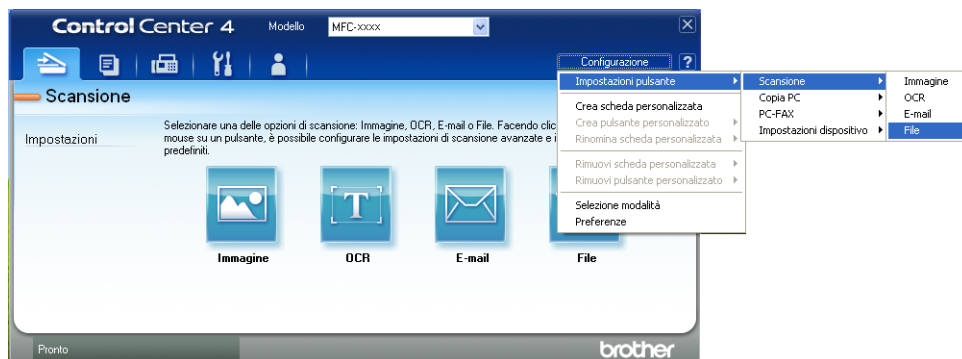 Control Center 4
Modello
MFC-xxxx
Configurazione
?
Scansione
Impostazioni
Selezionare una delle opzioni di scansione: Immagine, OCR, E-mail o File. Facendo clic
mouse su un pulsante, è possibile configurare le impostazioni di scansione avanzate e i
predefiniti.
Immagine
OCR
E-mail
File
Impostazioni pulsante
Crea scheda personalizzata
Crea pulsante personalizzato
Rinomina scheda personalizzata
Rimuovi scheda personalizzata
Rimuovi pulsante personalizzato
Selezione modalità
Preferenze
Scansione
Copia PC
PC-FAX
Impostazioni dispositivo
Immagine
OCR
E-mail
File
Pronto
brother